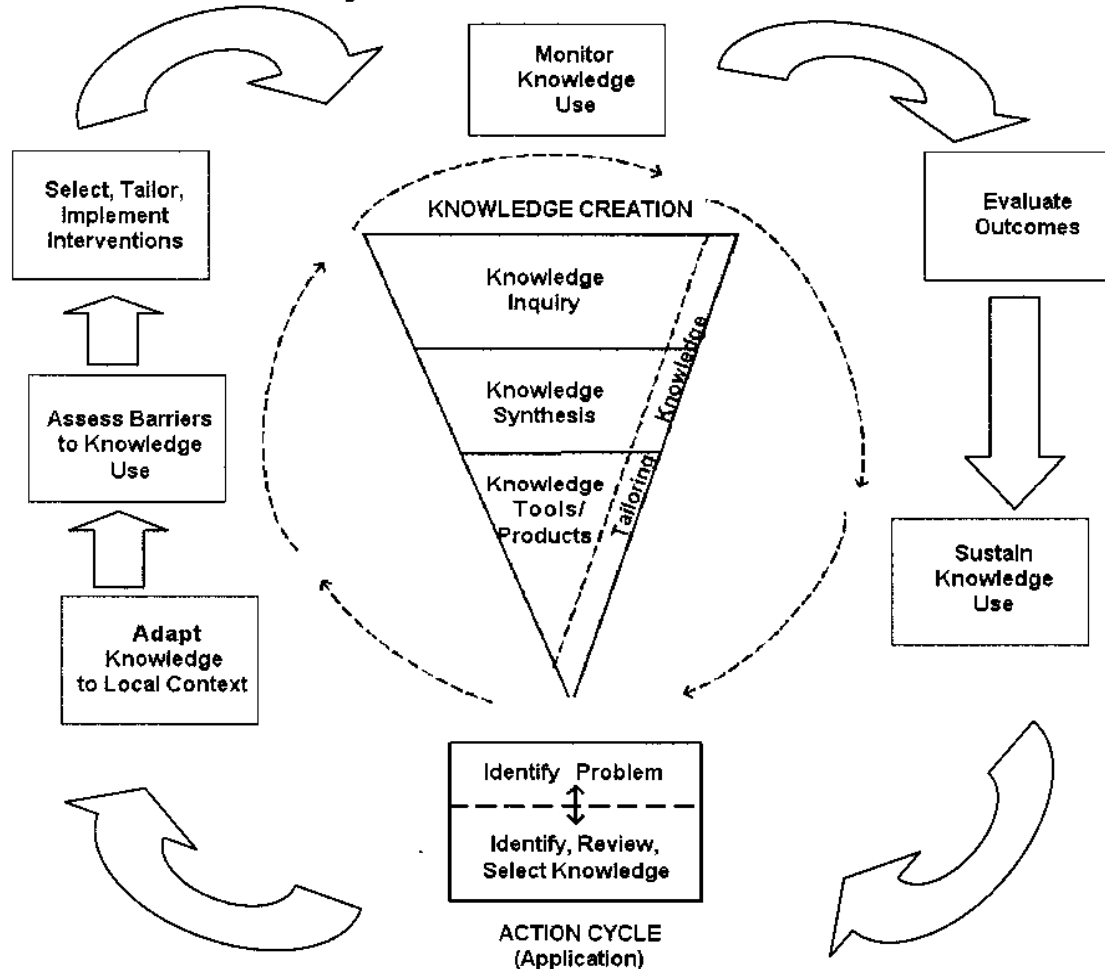 Monitor
Knowledge
Use
Select, Tailor,
Implement
Interventions
Evaluate
Outcomes
KNOWLEDGE CREATION
Knowledge
Inquiry
Knowledge
Synthesis
Knowledge
Tools/
Products
Tailoring Knowledge
Assess Barriers
to Knowledge
Use
Sustain
Knowledge
Use
Adapt
Knowledge
to Local Context
Identify Problem
Identify, Review,
Select Knowledge
ACTION CYCLE
(Application)